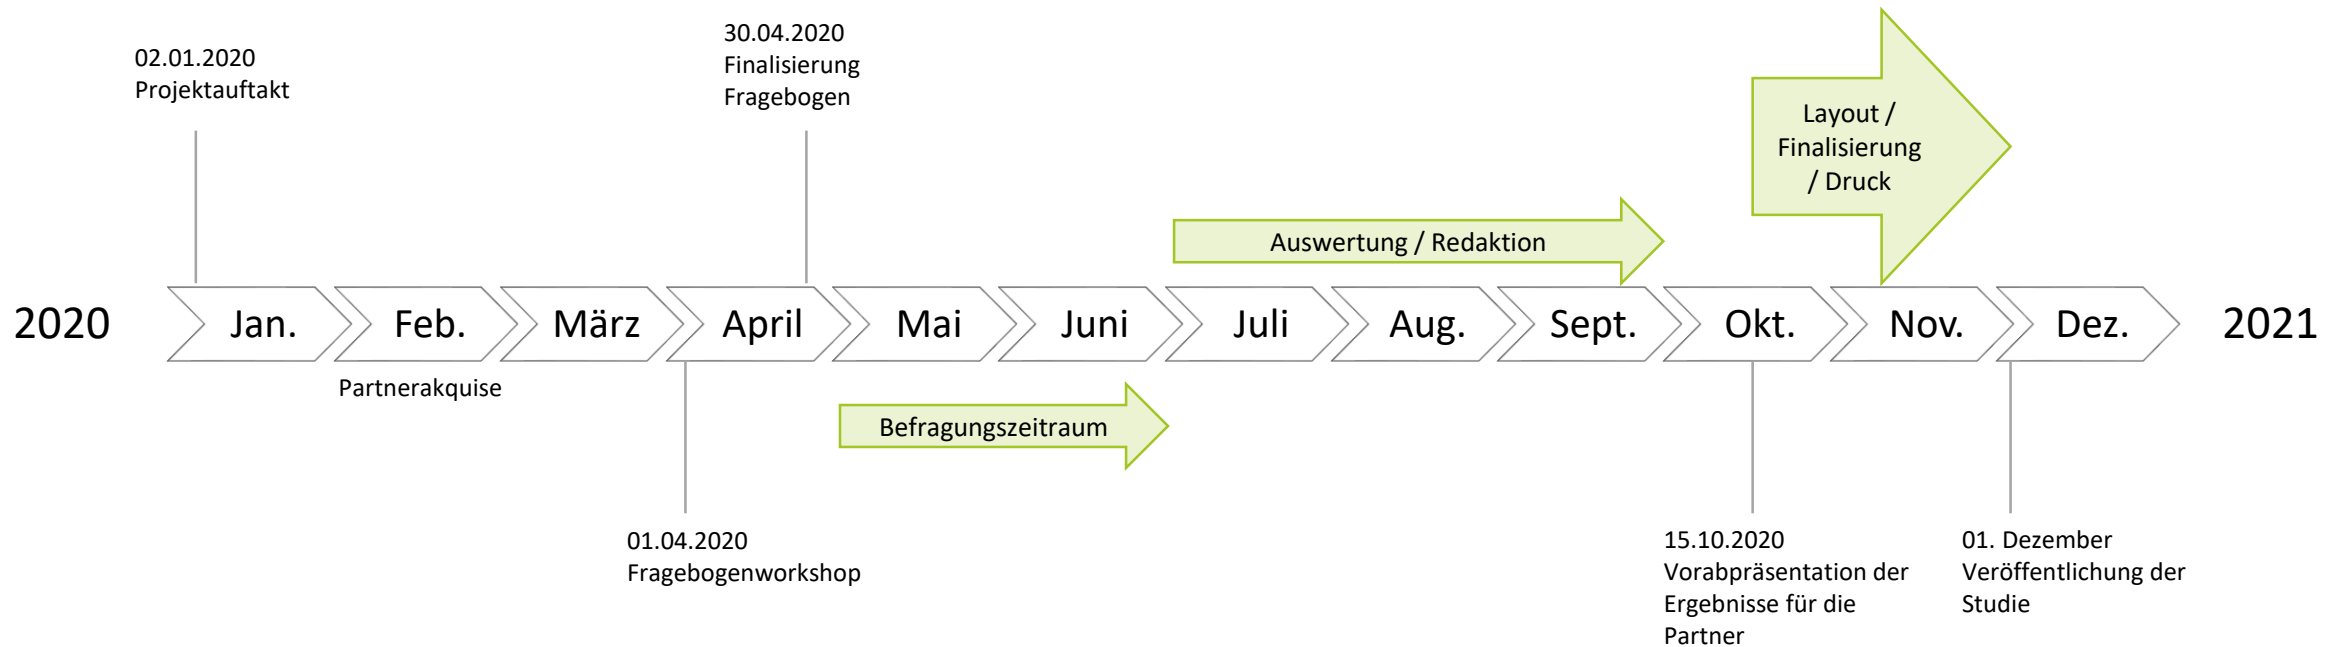 02.01.2020
Projektauftakt
30.04.2020
Finalisierung
Fragebogen
Layout /
Finalisierung
/ Druck
Auswertung / Redaktion
2020 Jan. Feb. März April Mai Juni Juli Aug. Sept. Okt. Nov. Dez. 2021
Partnerakquise
Befragungszeitraum
01.04.2020
Fragebogenworkshop
15.10.2020
Vorabpräsentation der
Ergebnisse für die
Partner
01. Dezember
Veröffentlichung der
Studie